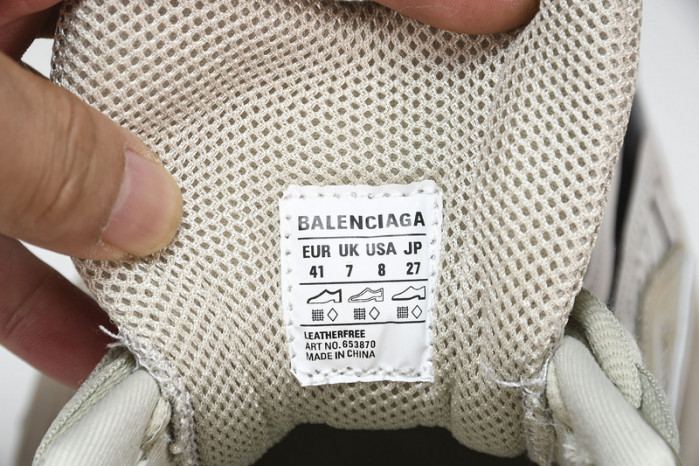 BALENCIAGA
EUR UK USA JP
41 7 8 27
LEATHERFREE
ART NO.653870
MADE IN CHINA